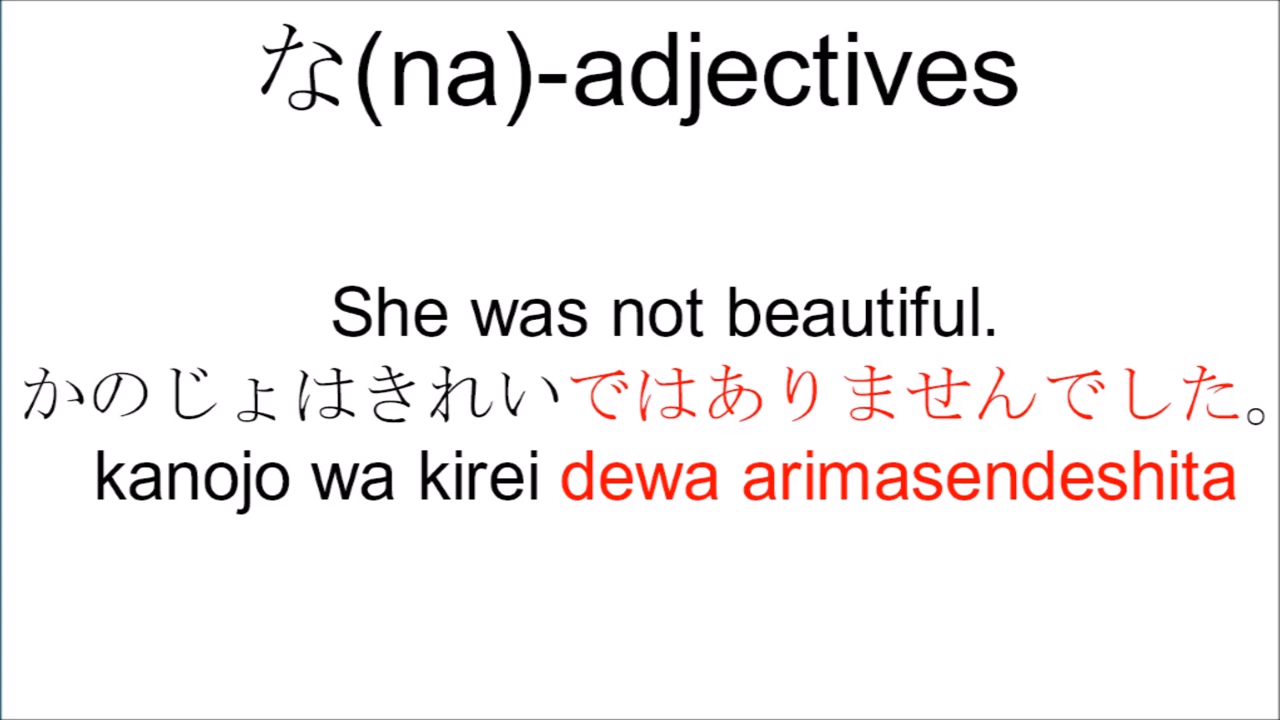 な(na)-adjectives
She was not beautiful.
かのじょはきれいではありませんでした。
kanojo wa kirei dewa arimasendeshita